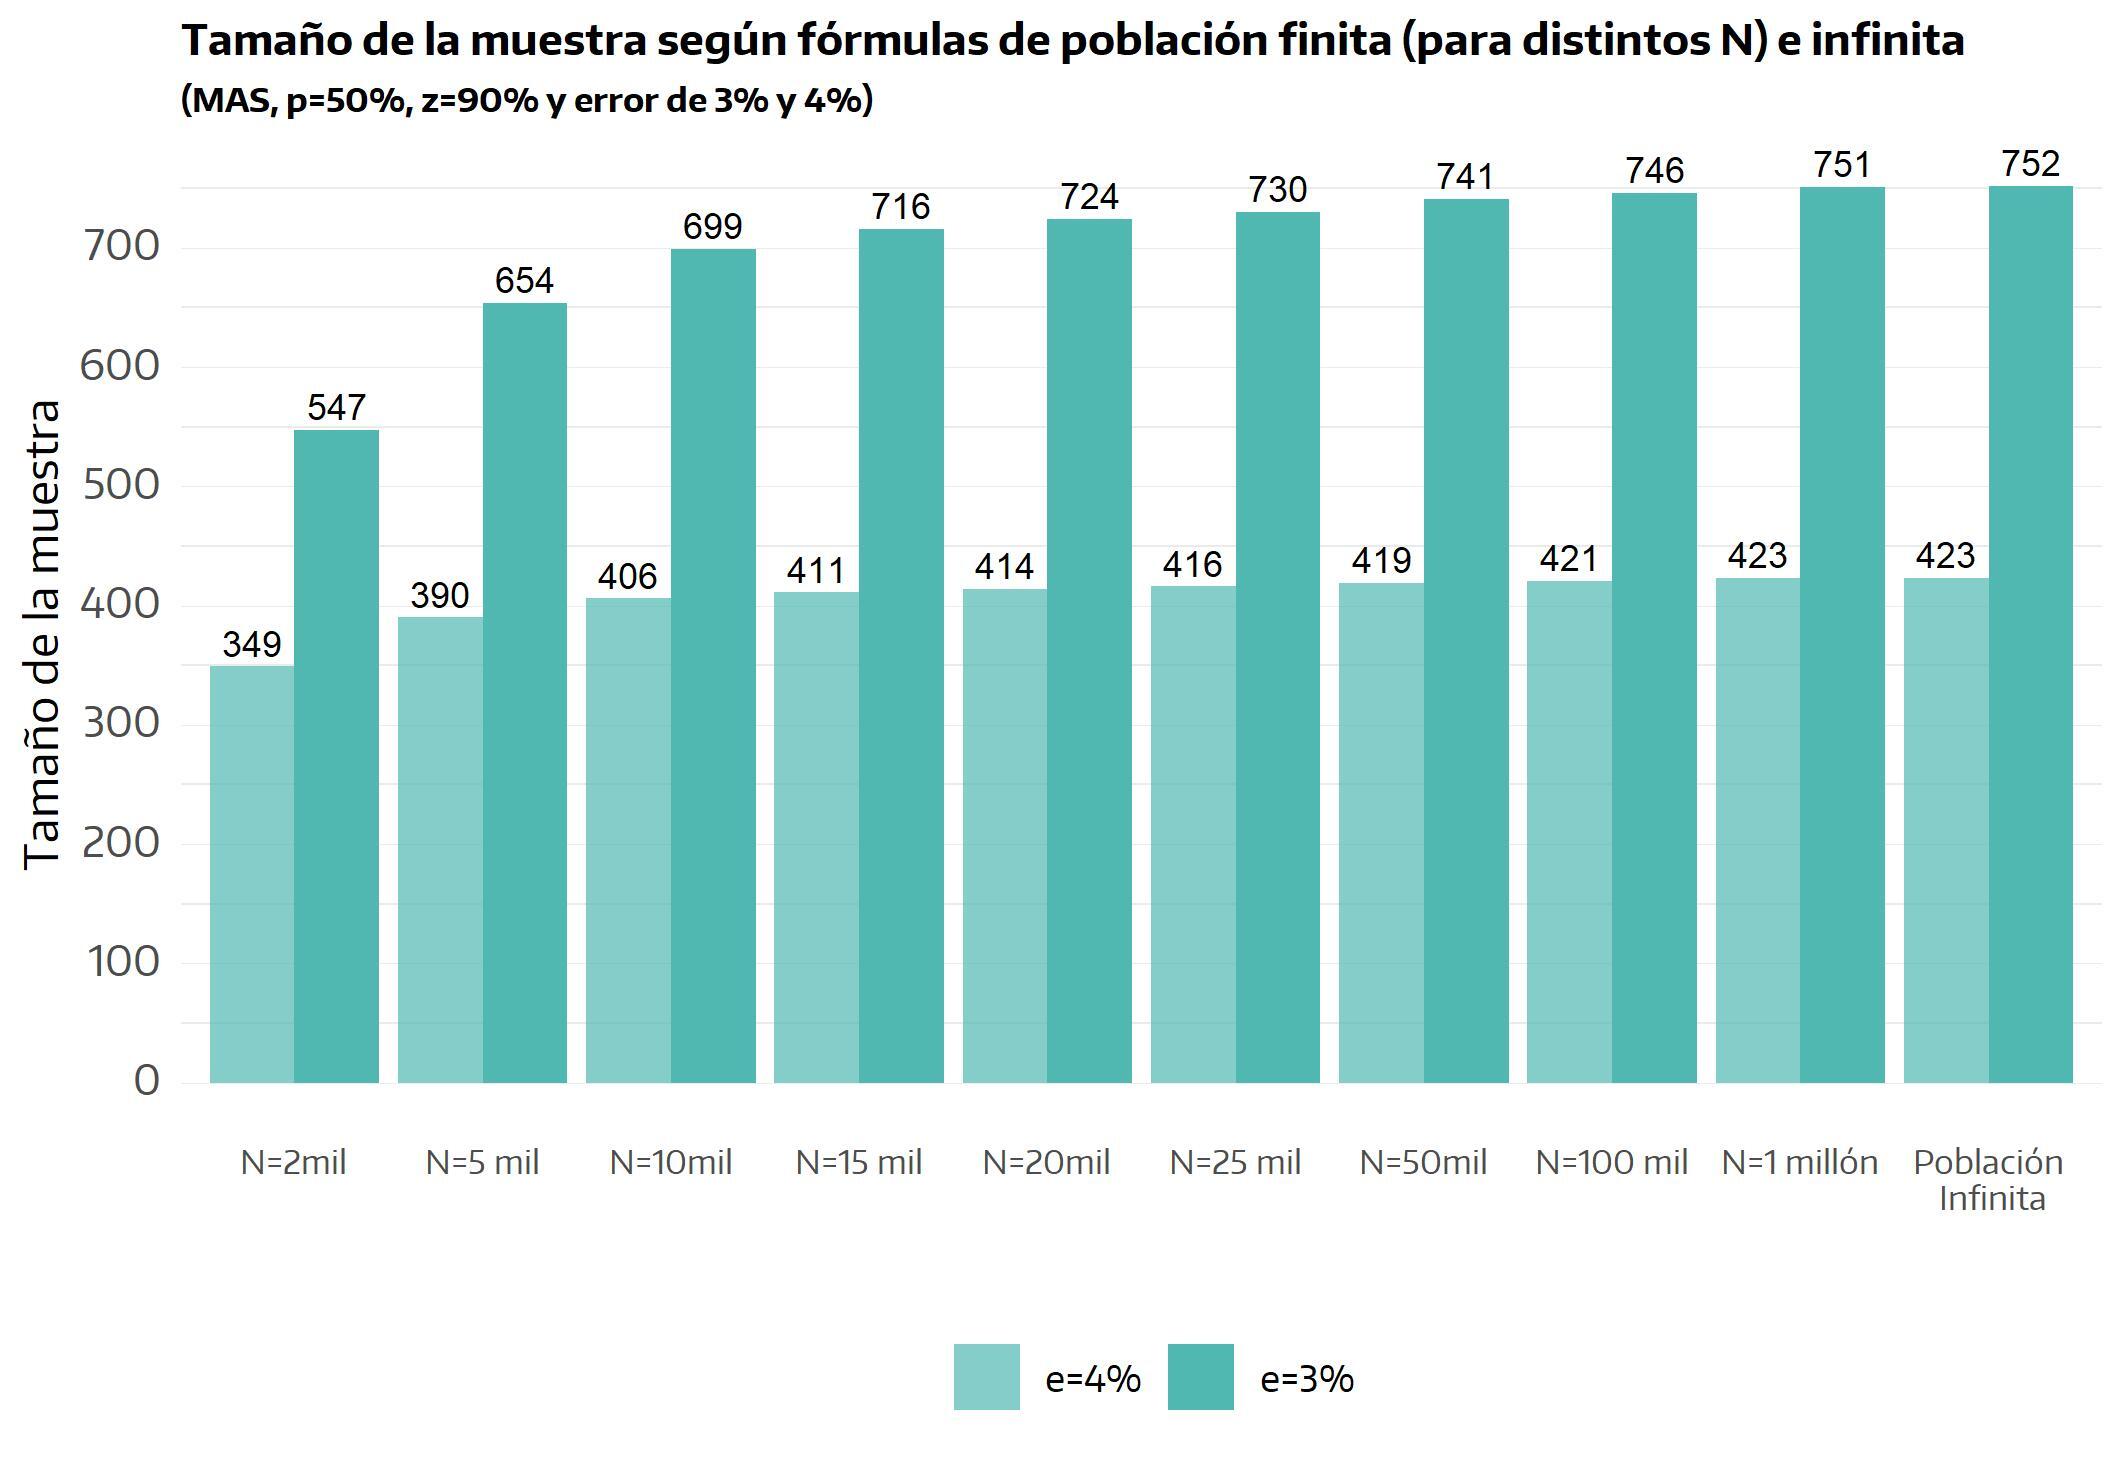 Tamaño de la muestra según fórmulas de población finita (para distintos N) e infinita
(MAS, p=50%, z=90% y error de 3% y 4%)
Tamaño de la muestra
700
600
500
400
300
200
100
0
349
547
390
654
406
699
411
716
414
724
416
730
419
741
421
746
423
751
423
752
N=2mil
N=5 mil
N=10mil
N=15 mil
N=20mil
N=25 mil
N=50mil
N=100 mil
N=1 millón
Población
Infinita
e=4%
e=3%